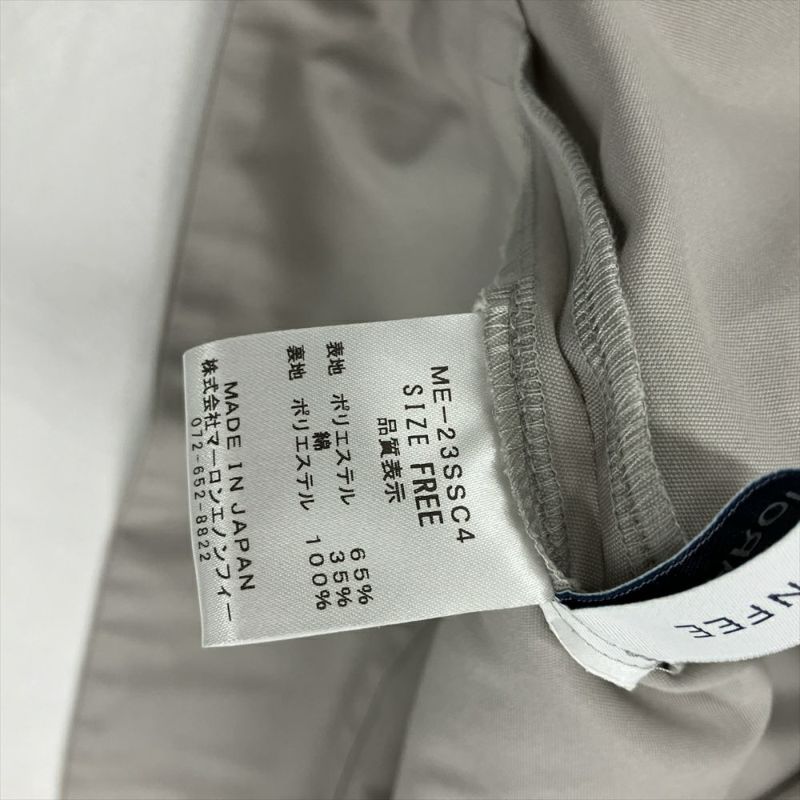 ME-23SSC4
SIZE FREE
品質表示
表地 ポリエステル 65%
綿 35%
裏地 ポリエステル 100%
MADE IN JAPAN
株式会社マーロンエノンフィー
072-652-8822
NFEE